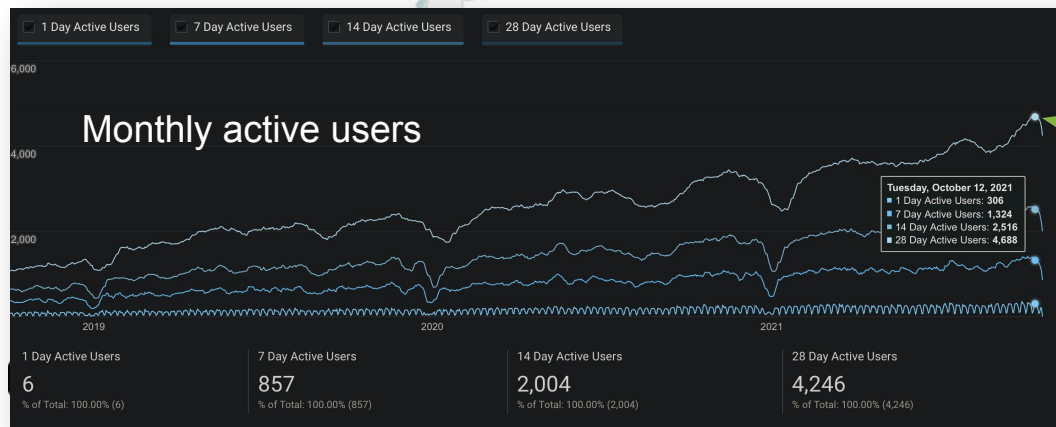 1 Day Active Users 7 Day Active Users 14 Day Active Users 28 Day Active Users
6,000
Monthly active users
4,000
Tuesday, October 12, 2021
1 Day Active Users: 306
7 Day Active Users: 1,324
14 Day Active Users: 2,516
28 Day Active Users: 4,688
2,000
2019 2020 2021
1 Day Active Users 7 Day Active Users 14 Day Active Users 28 Day Active Users
6 857 2,004 4,246
% of Total: 100.00% (6) % of Total: 100.00% (857) % of Total: 100.00% (2,004) % of Total: 100.00% (4,246)